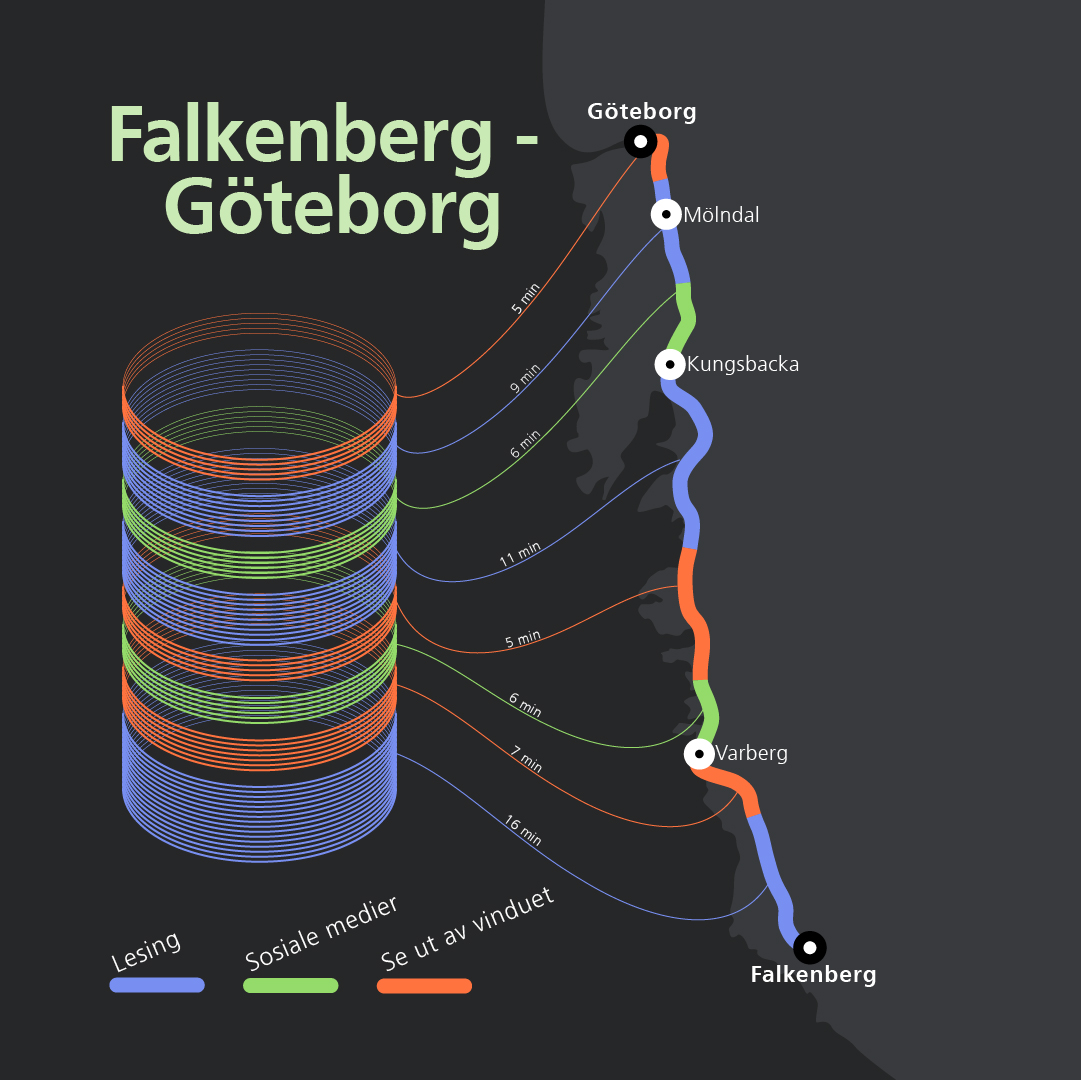 Falkenberg -
Göteborg
Göteborg
Mölndal
Kungsbacka
Varberg
Falkenberg
5 min
9 min
6 min
11 min
5 min
6 min
7 min
16 min
Lesing
Sosiale medier
Se ut av vinduet